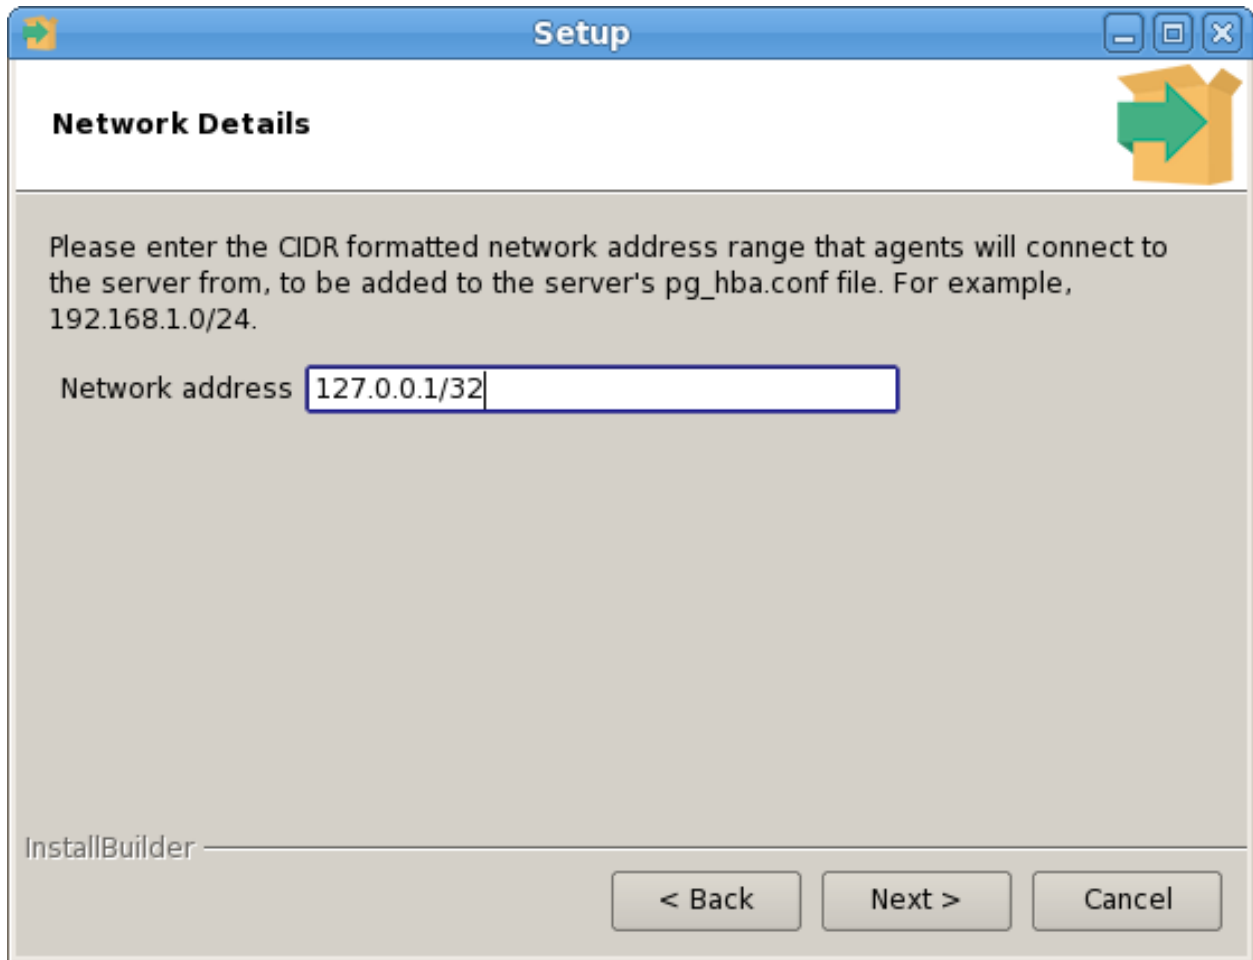 Setup
Network Details
Please enter the CIDR formatted network address range that agents will connect to
the server from, to be added to the server's pg_hba.conf file. For example,
192.168.1.0/24.
Network address 127.0.0.1/32
InstallBuilder
< Back Next > Cancel